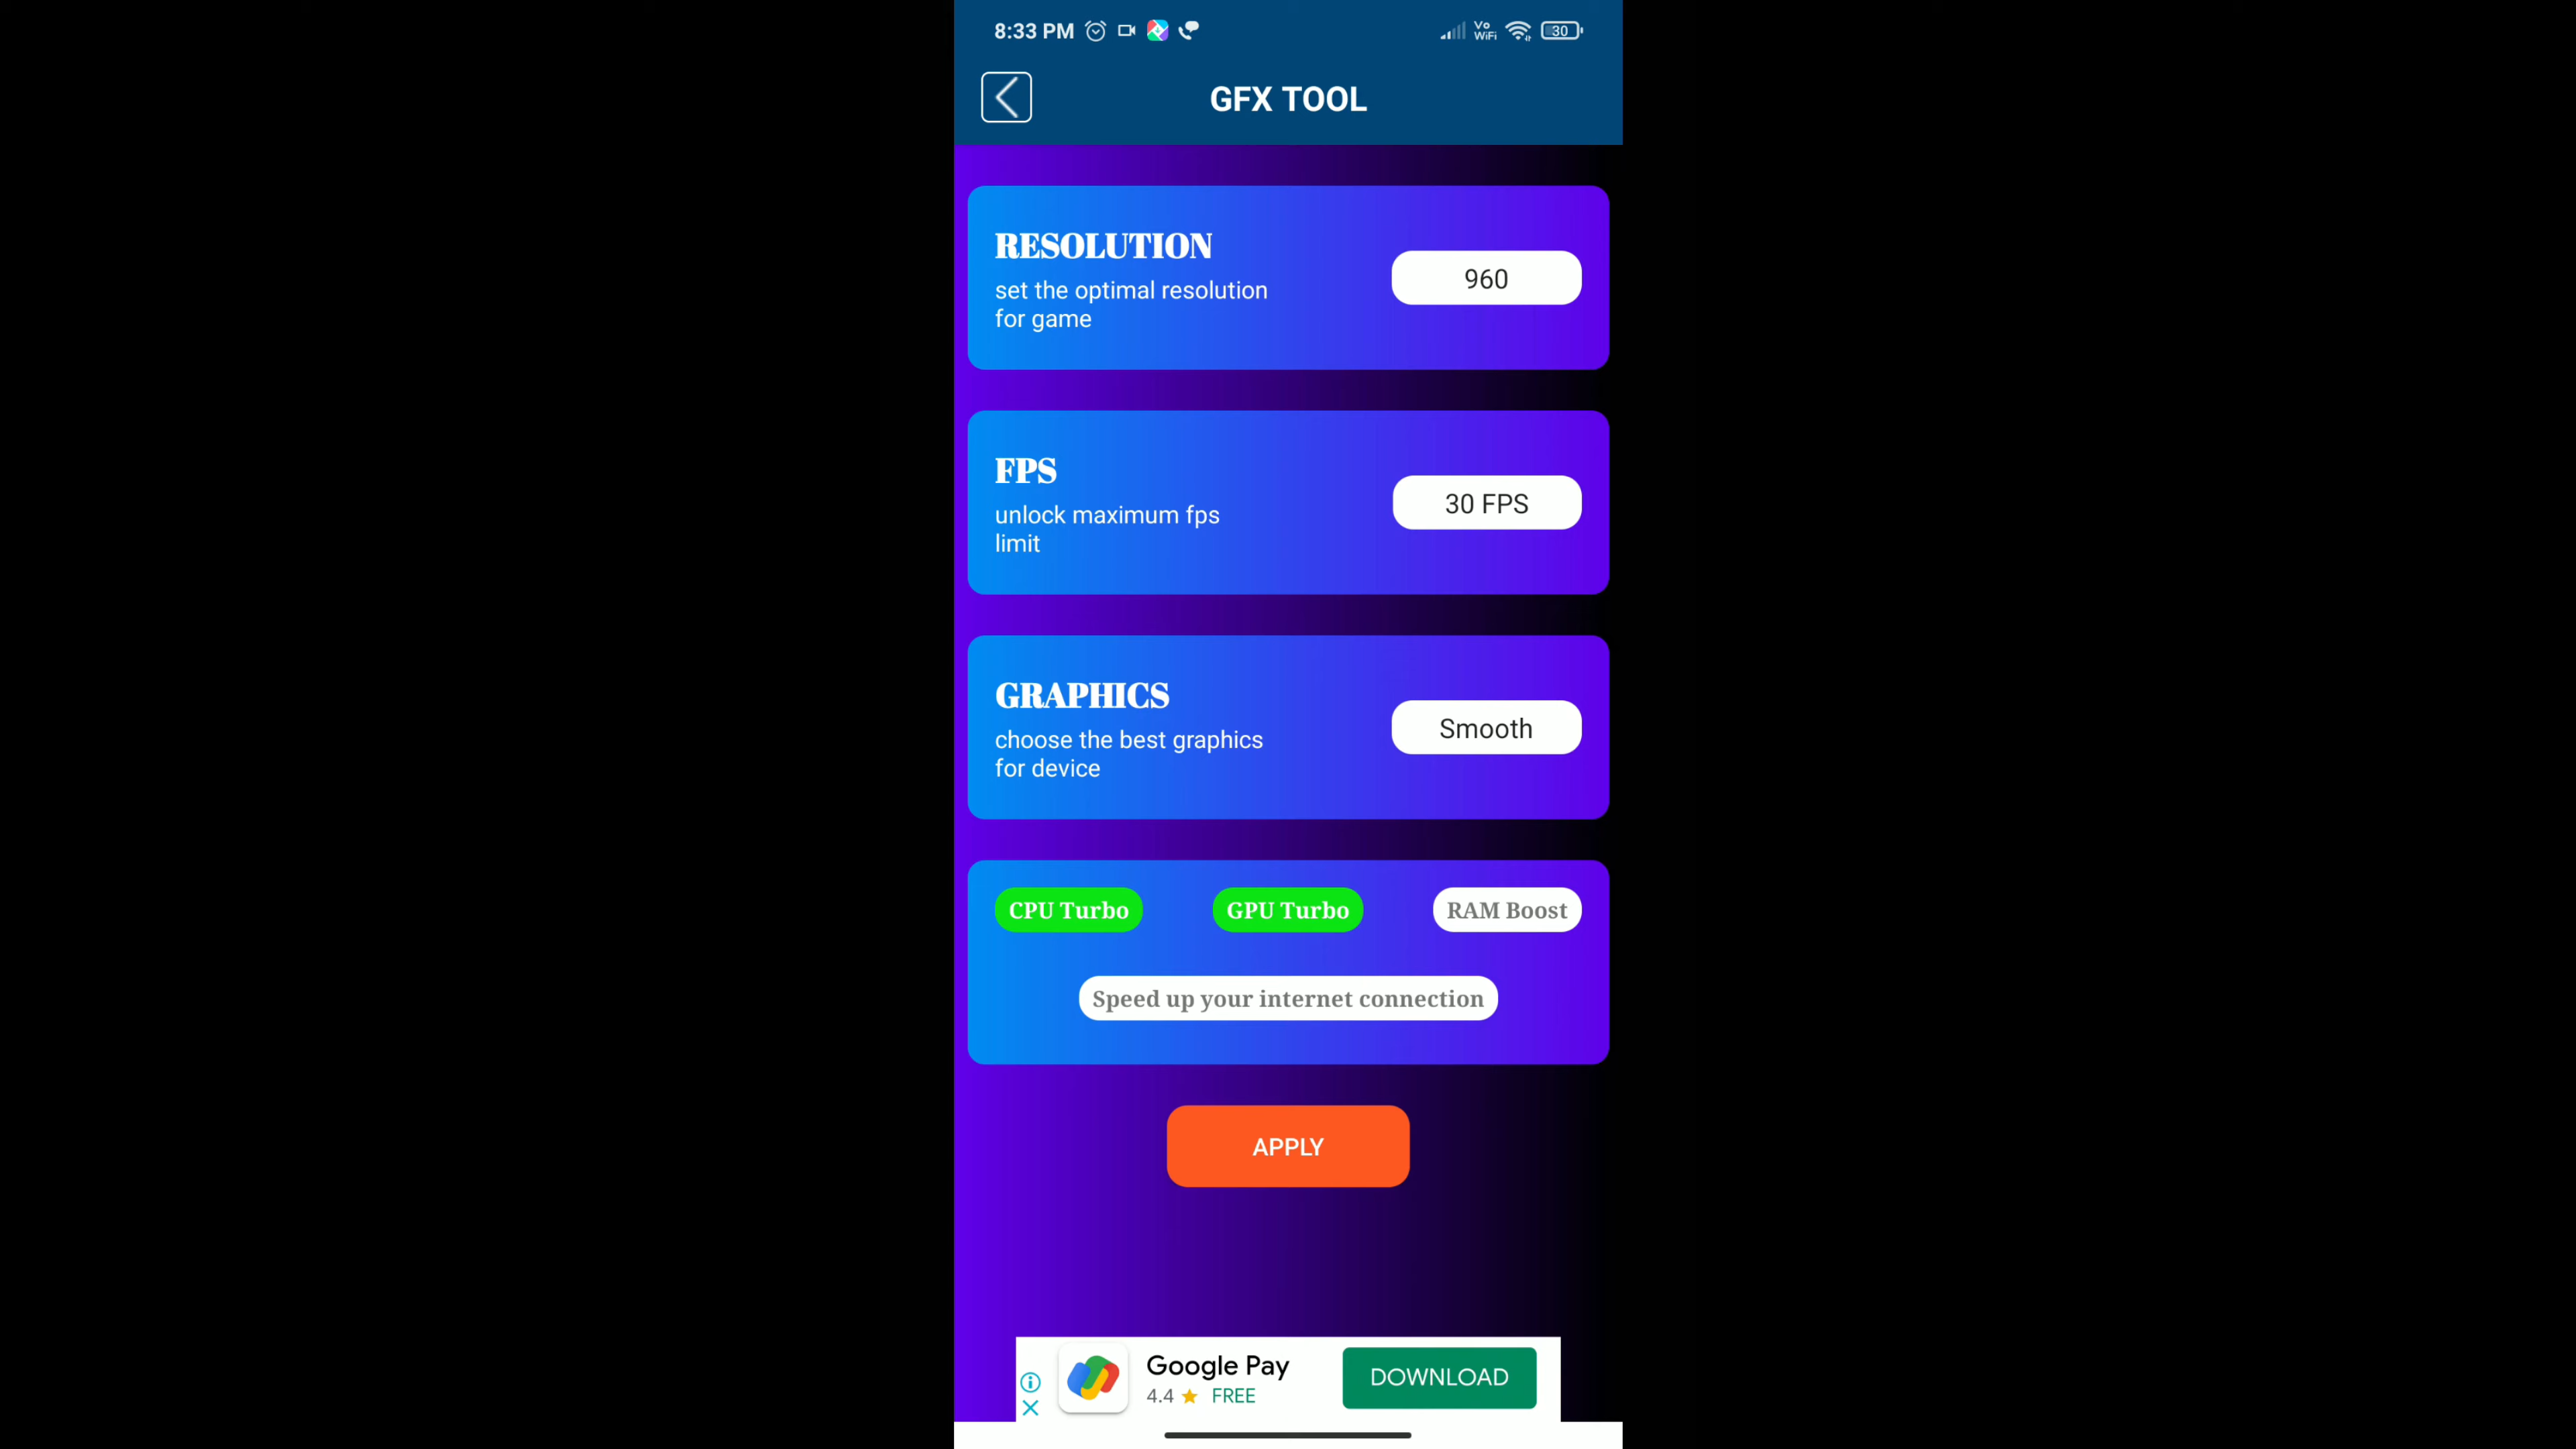 8:33 PM
Vo
WiFi
30
GFX TOOL
RESOLUTION
set the optimal resolution
for game
960
FPS
unlock maximum fps
limit
30 FPS
GRAPHICS
choose the best graphics
for device
Smooth
CPU Turbo
GPU Turbo
RAM Boost
Speed up your internet connection
APPLY
Google Pay
4.4 ★ FREE
DOWNLOAD